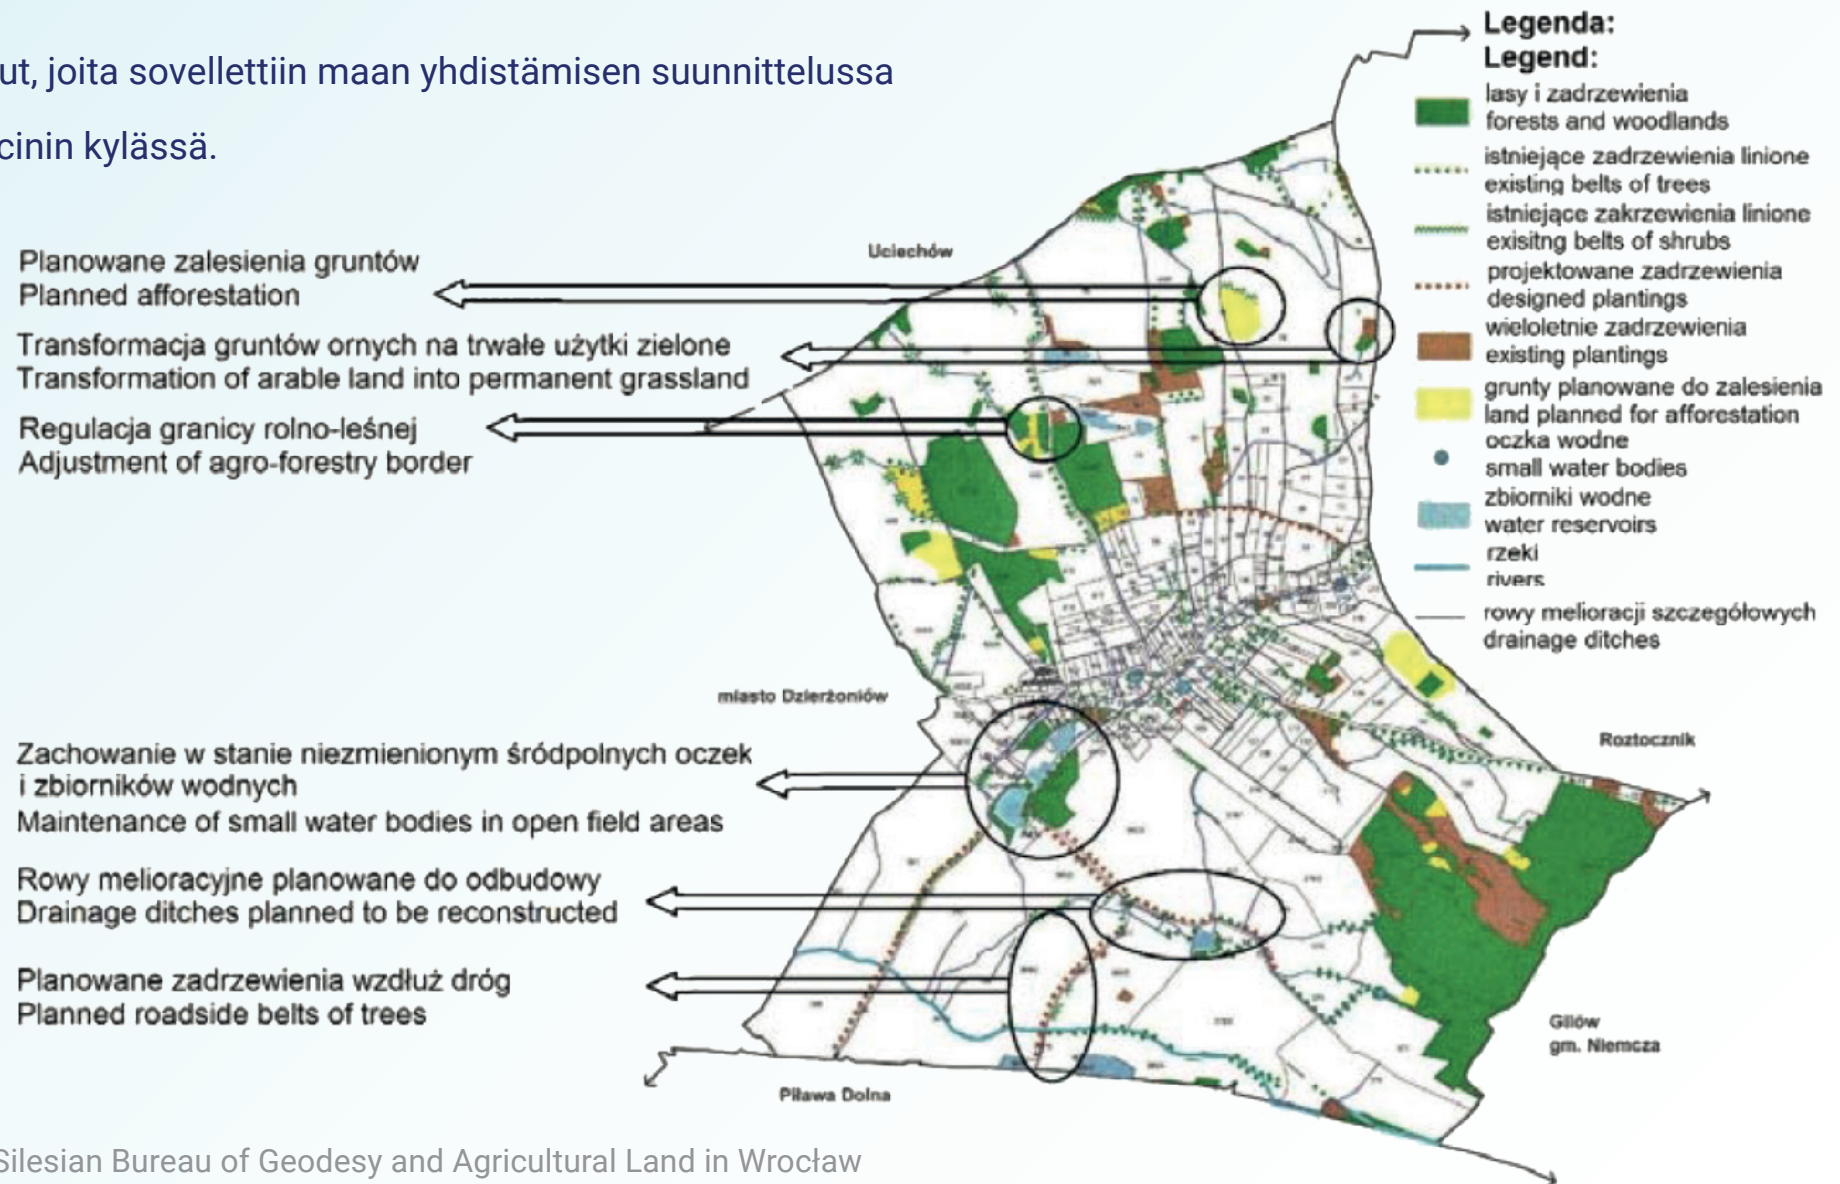 ut, joita sovellettiin maan yhdistämisen suunnittelussa
cinin kylässä.
Planowane zalesienia gruntów
Planned afforestation
Transformacja gruntów ornych na trwałe użytki zielone
Transformation of arable land into permanent grassland
Regulacja granicy rolno-leśnej
Adjustment of agro-forestry border
Zachowanie w stanie niezmienionym śródpolnych oczek
i zbiorników wodnych
Maintenance of small water bodies in open field areas
Rowy melioracyjne planowane do odbudowy
Drainage ditches planned to be reconstructed
Planowane zadrzewienia wzdłuż dróg
Planned roadside belts of trees
Uciechów
miasto Dzierżoniów
Piława Dolna
Roztocznik
Gilów
gm. Niemcza
Legenda:
Legend:
lasy i zadrzewienia
forests and woodlands
istniejące zadrzewienia linione
existing belts of trees
istniejące zakrzewienia linione
exisitng belts of shrubs
projektowane zadrzewienia
designed plantings
wieloletnie zadrzewienia
existing plantings
grunty planowane do zalesienia
land planned for afforestation
oczka wodne
small water bodies
zbiorniki wodne
water reservoirs
rzeki
rivers
rowy melioracji szczegółowych
drainage ditches
Silesian Bureau of Geodesy and Agricultural Land in Wrocław